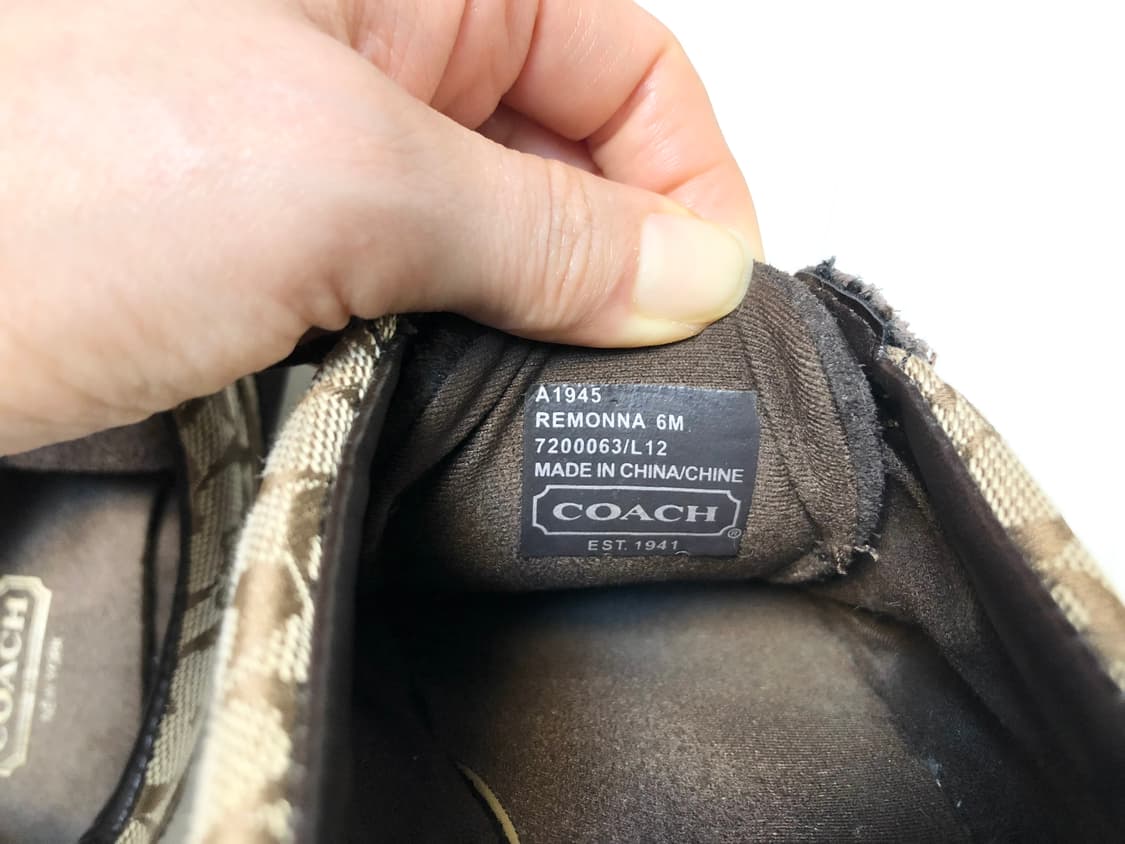 A1945
REMONNA 6M
7200063/L12
MADE IN CHINA/CHINE
COACH®
EST. 1941
COACH